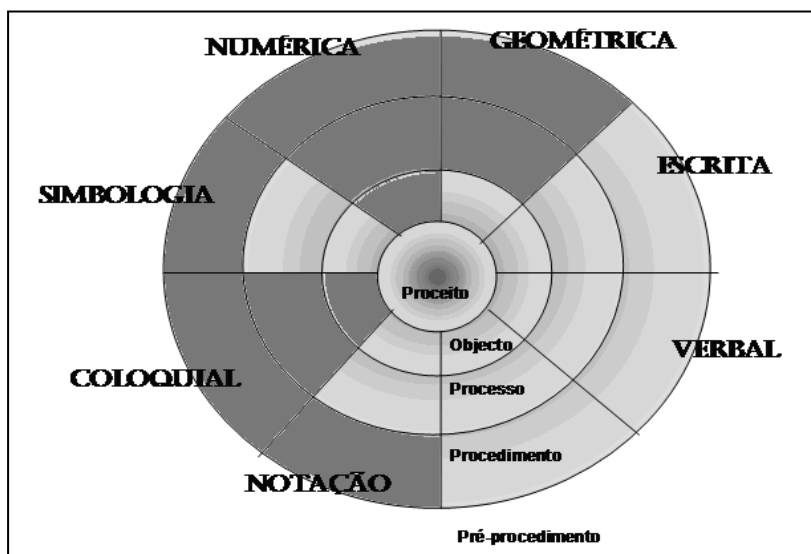 NUMÉRICA
GEOMÉTRICA
ESCRITA
SIMBOLOGIA
Proceito
Objecto
VERBAL
COLOQUIAL
Processo
Procedimento
NOTAÇÃO
Pré-procedimento